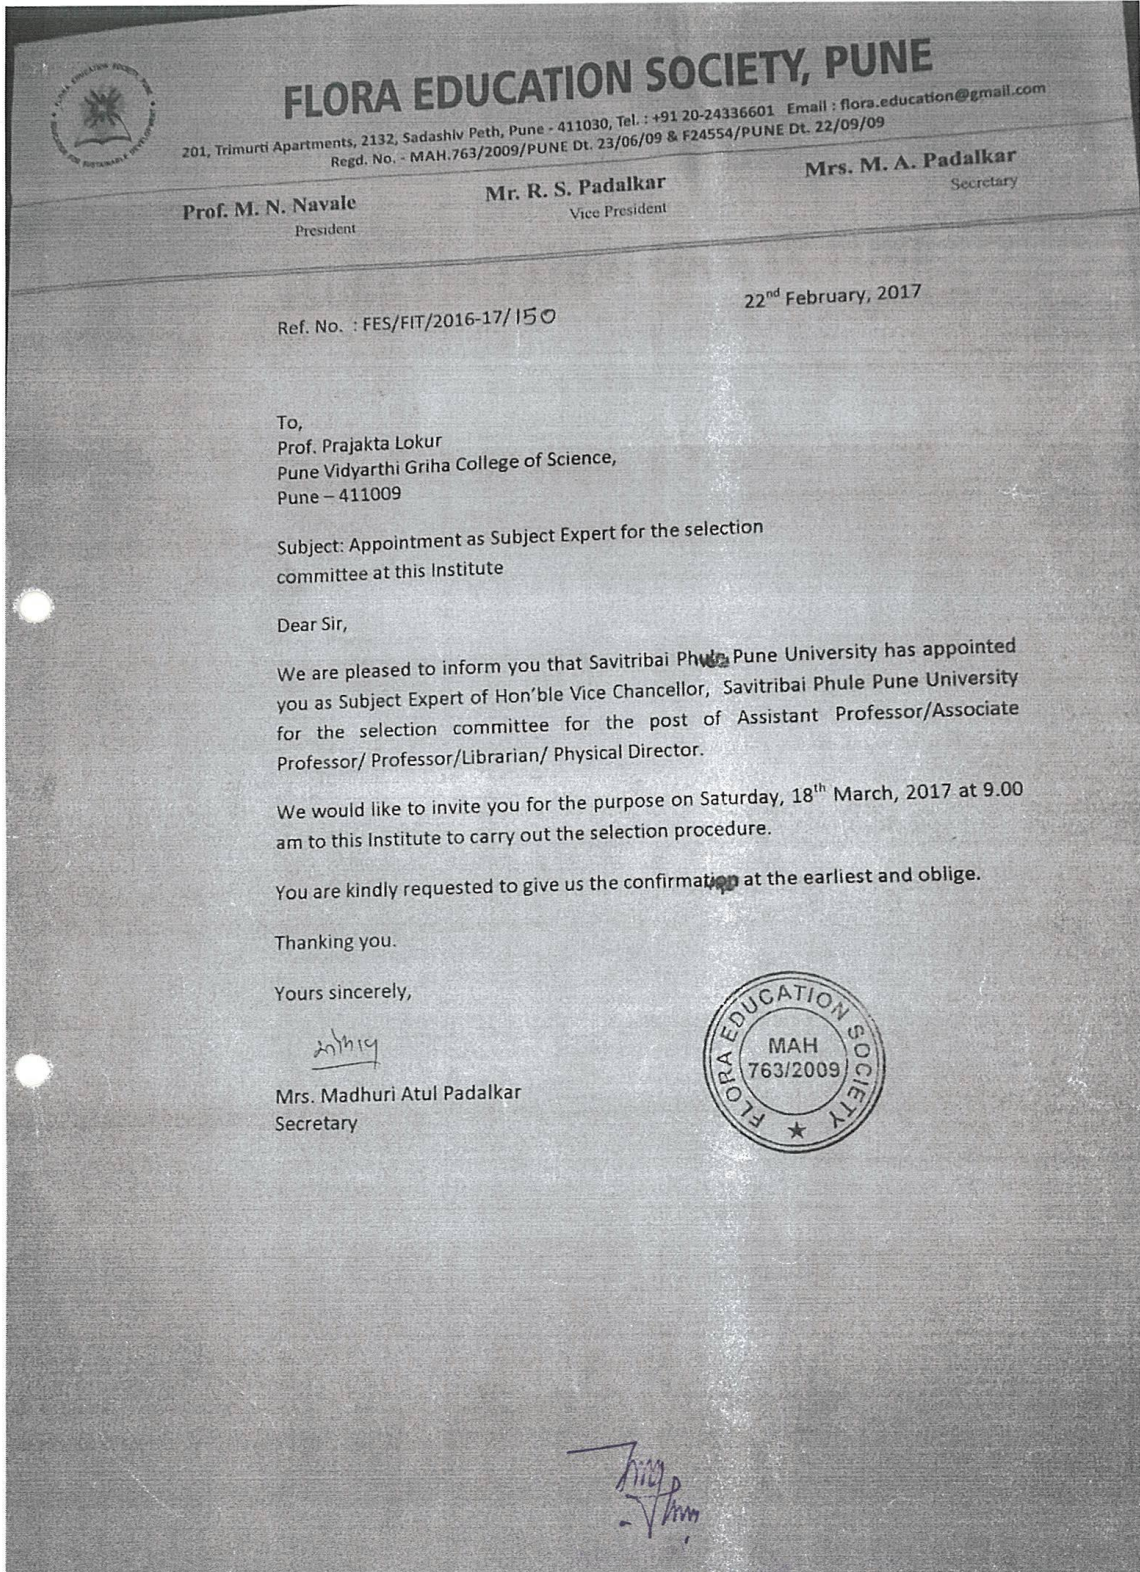 FLORA EDUCATION SOCIETY, PUNE
201, Trimurti Apartments, 2132, Sadashiv Peth, Pune - 411030, Tel. : +91 20-24336601 Email : flora.education@gmail.com
Regd. No. - MAH.763/2009/PUNE Dt. 23/06/09 & F24554/PUNE Dt. 22/09/09
Prof. M. N. Navale
President
Mr. R. S. Padalkar
Vice President
Mrs. M. A. Padalkar
Secretary
22nd February, 2017
Ref. No. : FES/FIT/2016-17/150
To,
Prof. Prajakta Lokur
Pune Vidyarthi Griha College of Science,
Pune – 411009
Subject: Appointment as Subject Expert for the selection
committee at this Institute
Dear Sir,
We are pleased to inform you that Savitribai Phule Pune University has appointed
you as Subject Expert of Hon'ble Vice Chancellor, Savitribai Phule Pune University
for the selection committee for the post of Assistant Professor/Associate
Professor/ Professor/Librarian/ Physical Director.
We would like to invite you for the purpose on Saturday, 18th March, 2017 at 9.00
am to this Institute to carry out the selection procedure.
You are kindly requested to give us the confirmation at the earliest and oblige.
Thanking you.
Yours sincerely,
Mrs. Madhuri Atul Padalkar
Secretary
FLORA EDUCATION SOCIETY
MAH
763/2009